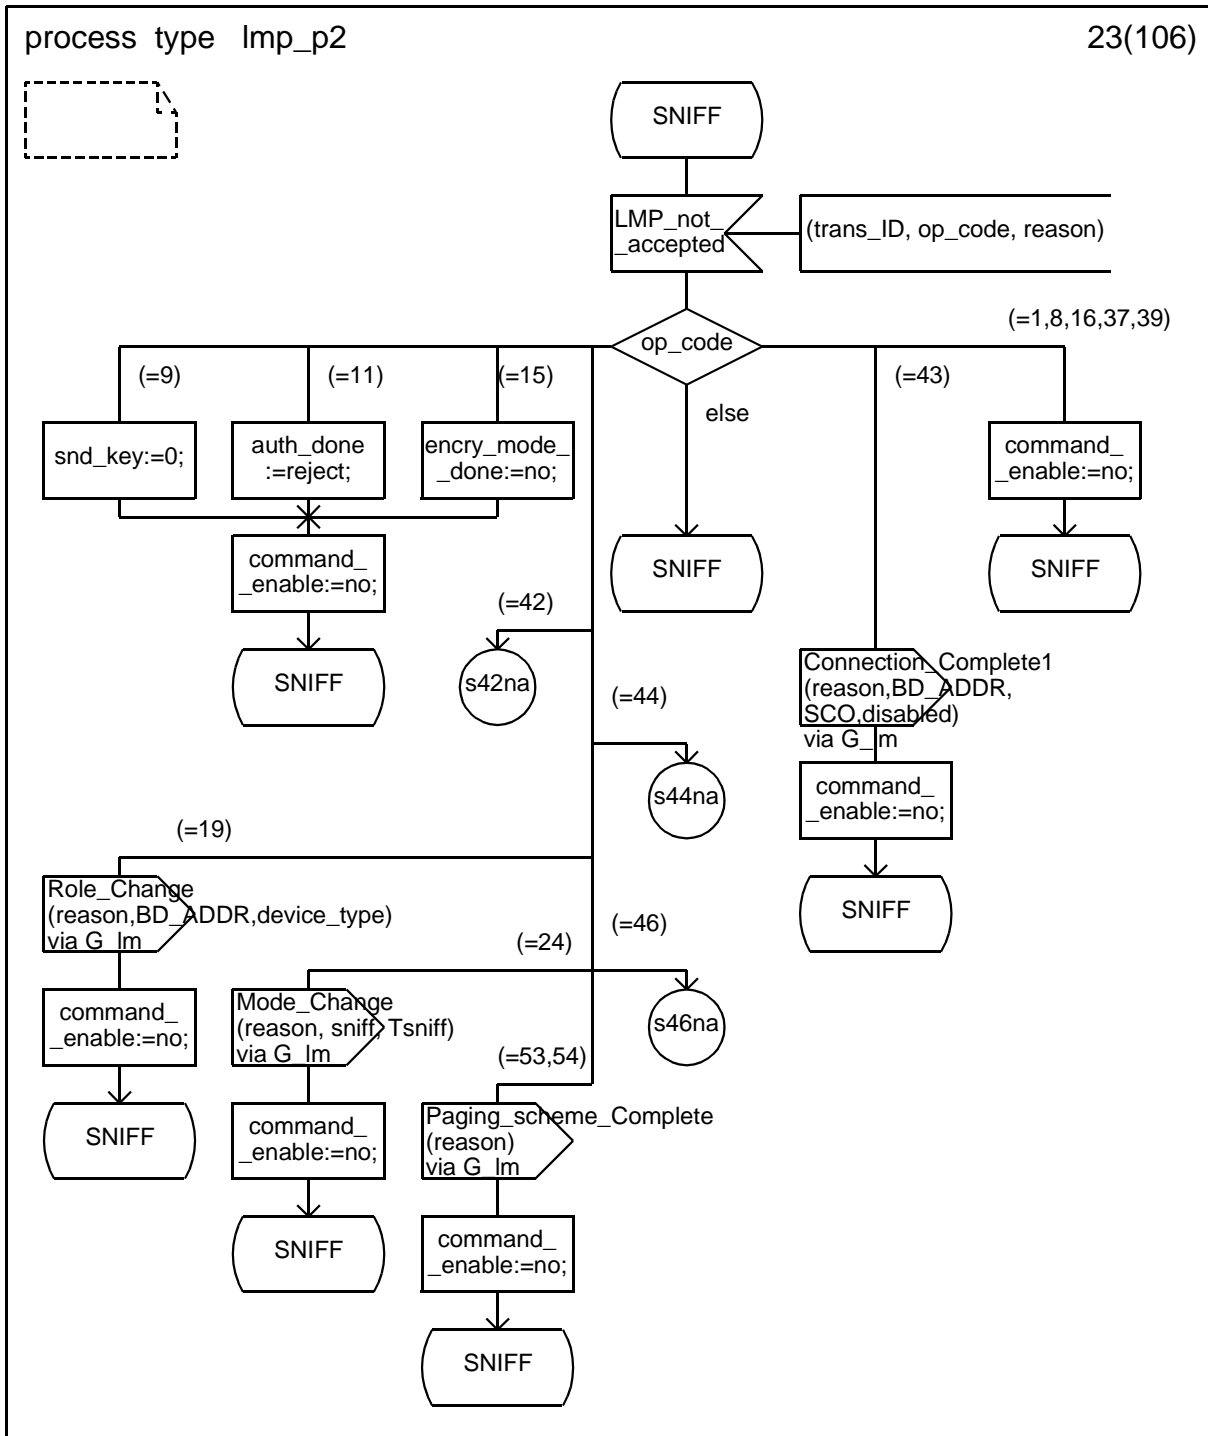 process type lmp_p2
23(106)
SNIFF
LMP_not_
_accepted
(trans_ID, op_code, reason)
op_code
(=1,8,16,37,39)
(=9)
(=11)
(=15)
(=43)
else
snd_key:=0;
auth_done
:=reject;
encry_mode_
_done:=no;
command_
_enable:=no;
command_
_enable:=no;
SNIFF
SNIFF
(=42)
SNIFF
s42na
(=44)
Connection_Complete1
(reason,BD_ADDR,
SCO,disabled)
via G_lm
s44na
command_
_enable:=no;
(=19)
Role_Change
(reason,BD_ADDR,device_type)
via G_lm
SNIFF
(=46)
(=24)
command_
_enable:=no;
Mode_Change
(reason, sniff, Tsniff)
via G_lm
s46na
(=53,54)
SNIFF
command_
_enable:=no;
Paging_scheme_Complete
(reason)
via G_lm
SNIFF
command_
_enable:=no;
SNIFF